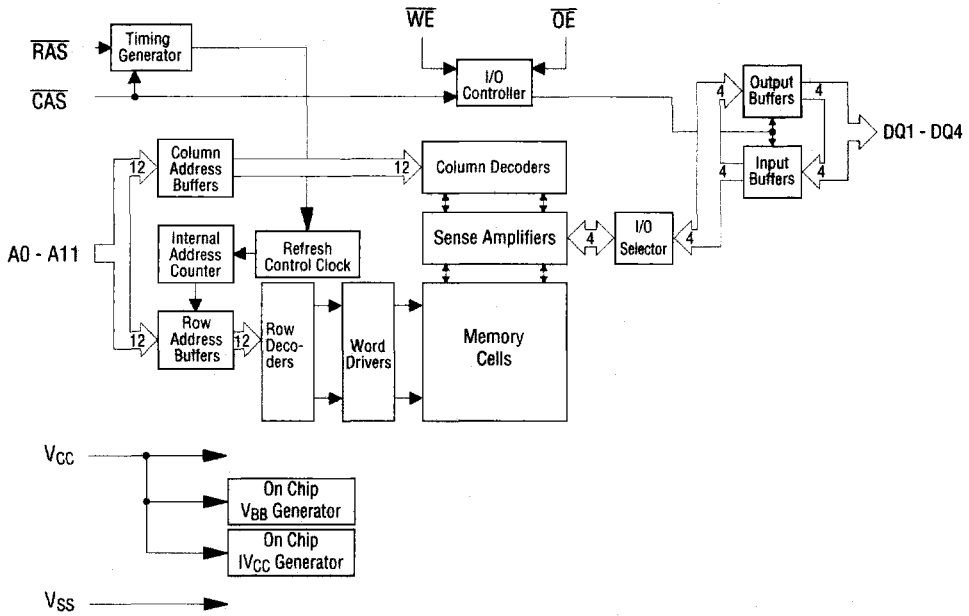 WE
OE
RAS
Timing
Generator
CAS
I/O
Controller
4
Output
Buffers
4
DQ1 - DQ4
4
Input
Buffers
4
12
Column
Address
Buffers
12
Column Decoders
A0 - A11
Internal
Address
Counter
Refresh
Control Clock
Sense Amplifiers
4
I/O
Selector
4
12
Row
Address
Buffers
12
Row
Deco-
ders
Word
Drivers
Memory
Cells
VCC
On Chip
VBB Generator
On Chip
IVCC Generator
VSS